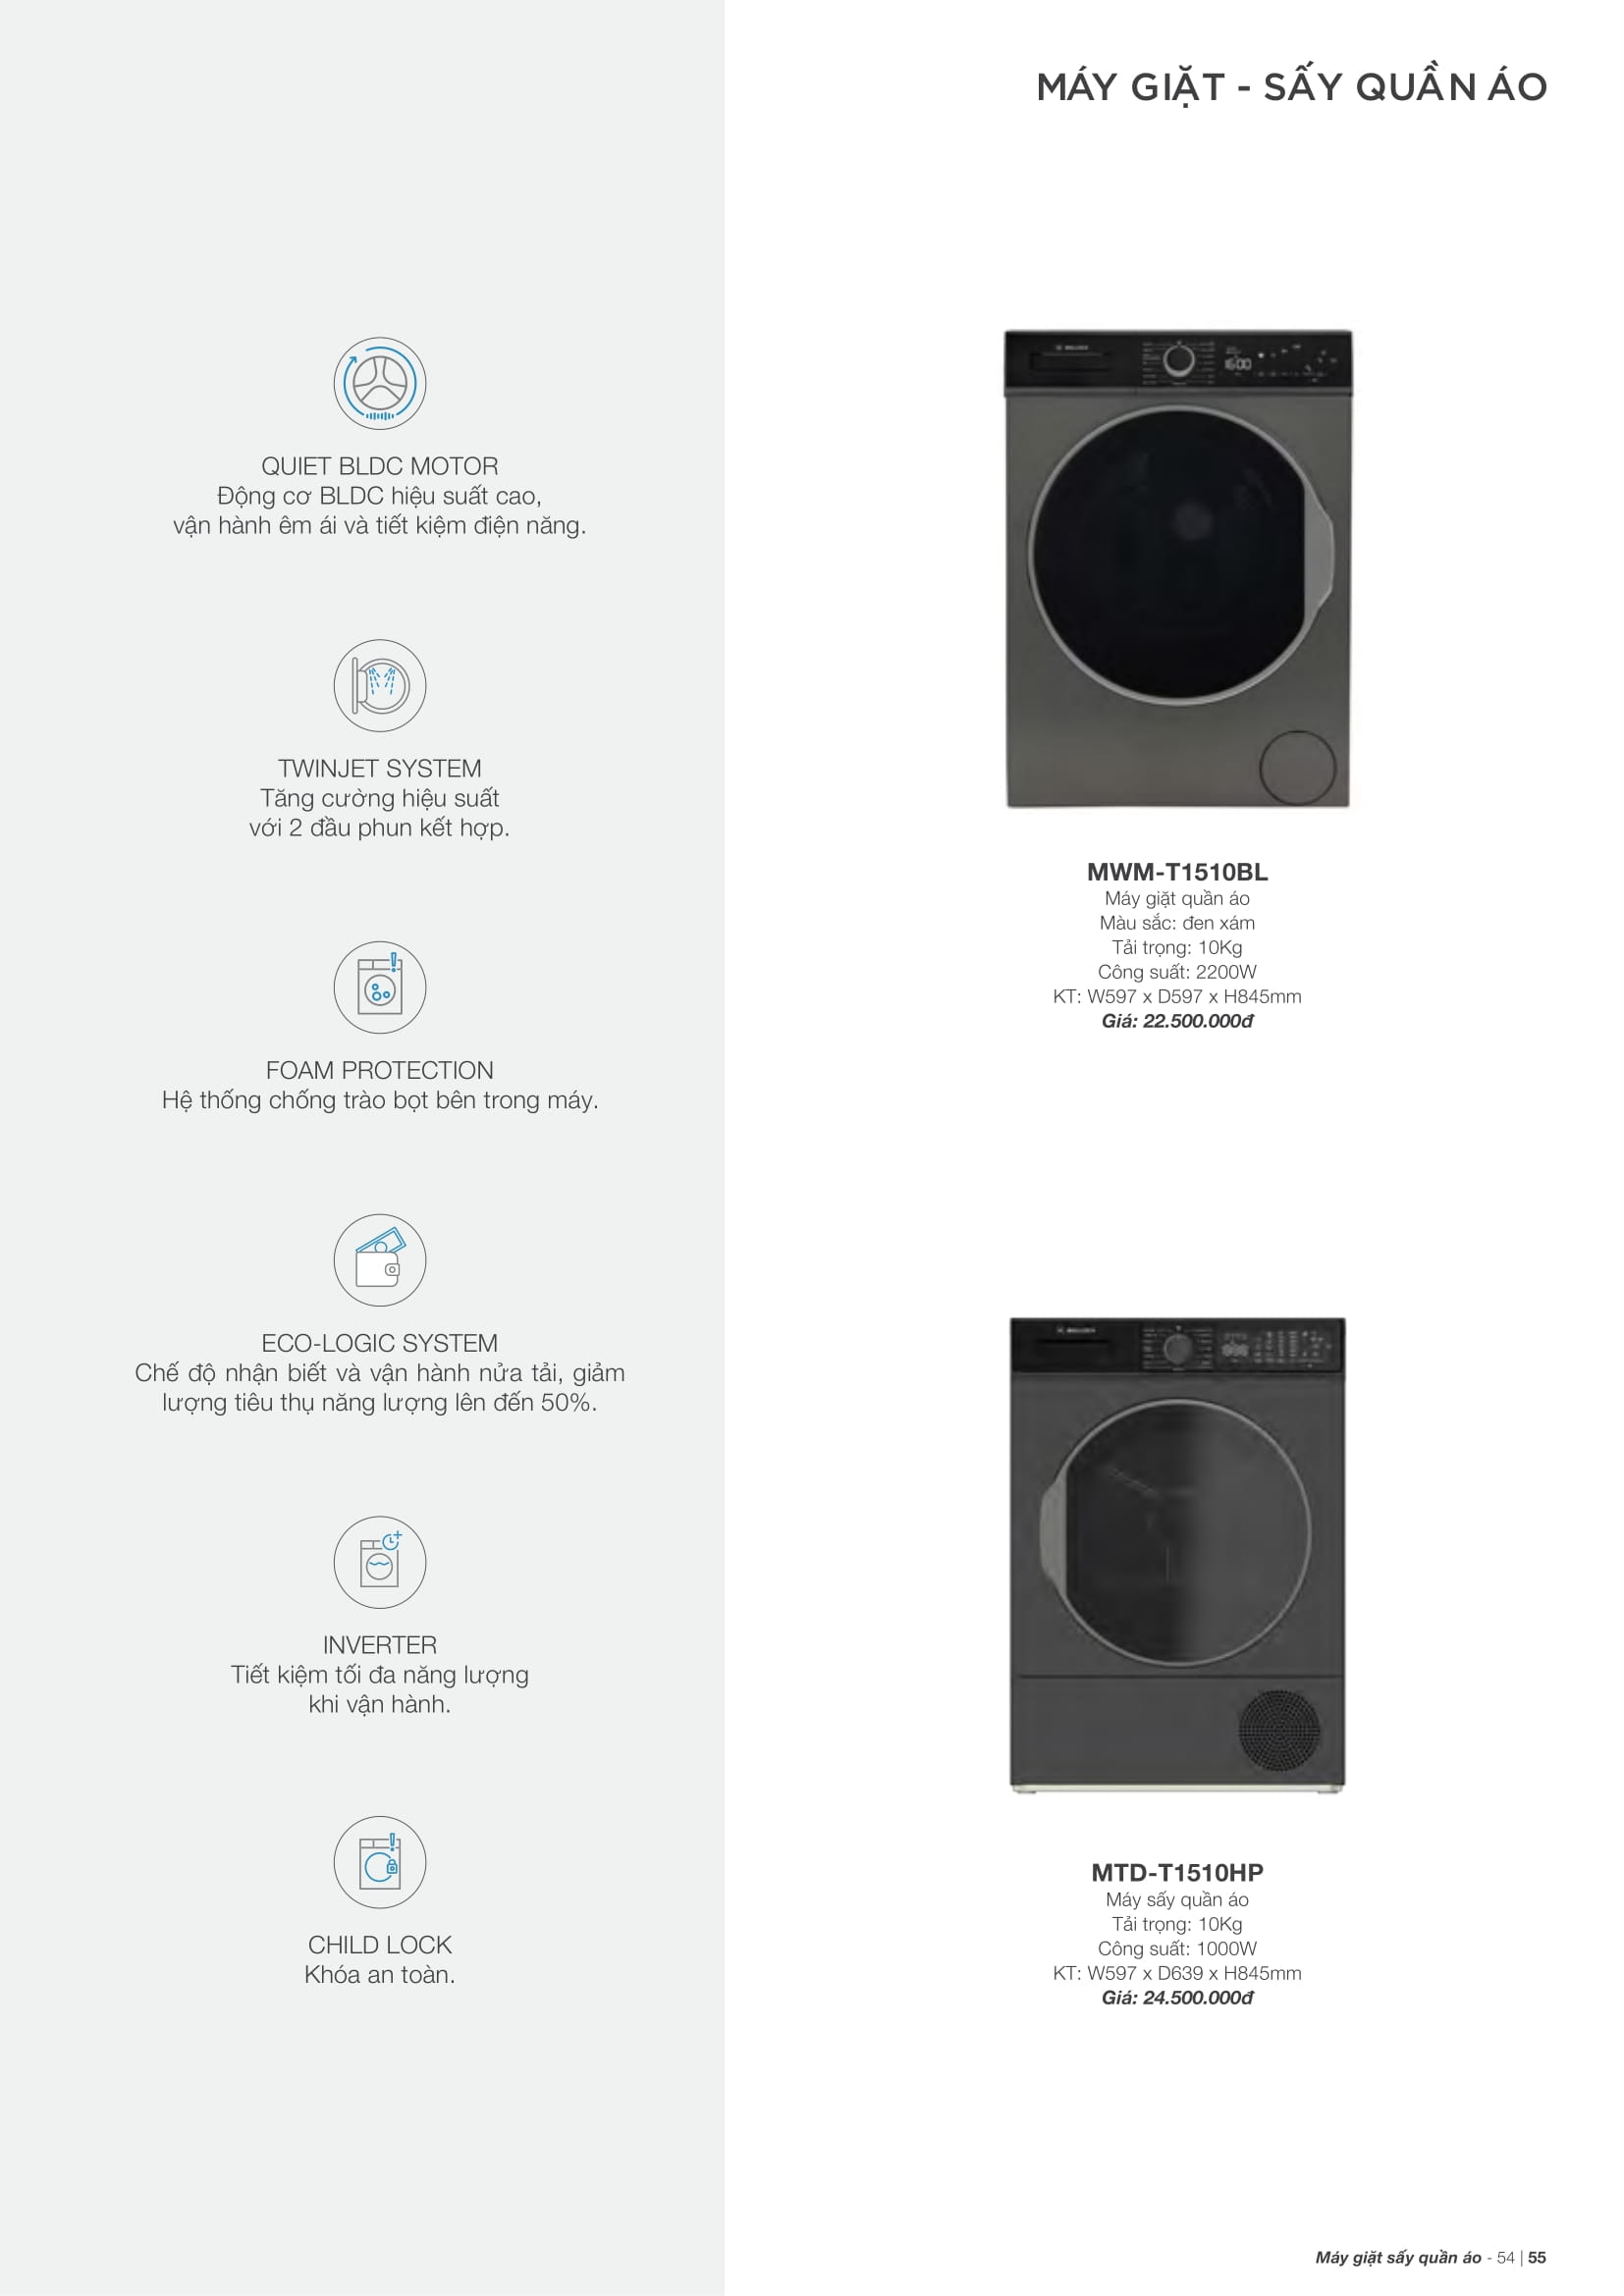 MÁY GIẶT - SẤY QUẦN ÁO
QUIET BLDC MOTOR
Động cơ BLDC hiệu suất cao,
vận hành êm ái và tiết kiệm điện năng.
TWINJET SYSTEM
Tăng cường hiệu suất
với 2 đầu phun kết hợp.
FOAM PROTECTION
Hệ thống chống trào bọt bên trong máy.
ECO-LOGIC SYSTEM
Chế độ nhận biết và vận hành nửa tải, giảm
lượng tiêu thụ năng lượng lên đến 50%.
INVERTER
Tiết kiệm tối đa năng lượng
khi vận hành.
CHILD LOCK
Khóa an toàn.
MWM-T1510BL
Máy giặt quần áo
Màu sắc: đen xám
Tải trọng: 10Kg
Công suất: 2200W
KT: W597 x D597 x H845mm
Giá: 22.500.000đ
MTD-T1510HP
Máy sấy quần áo
Tải trọng: 10Kg
Công suất: 1000W
KT: W597 x D639 x H845mm
Giá: 24.500.000đ
Máy giặt sấy quần áo - 54 | 55